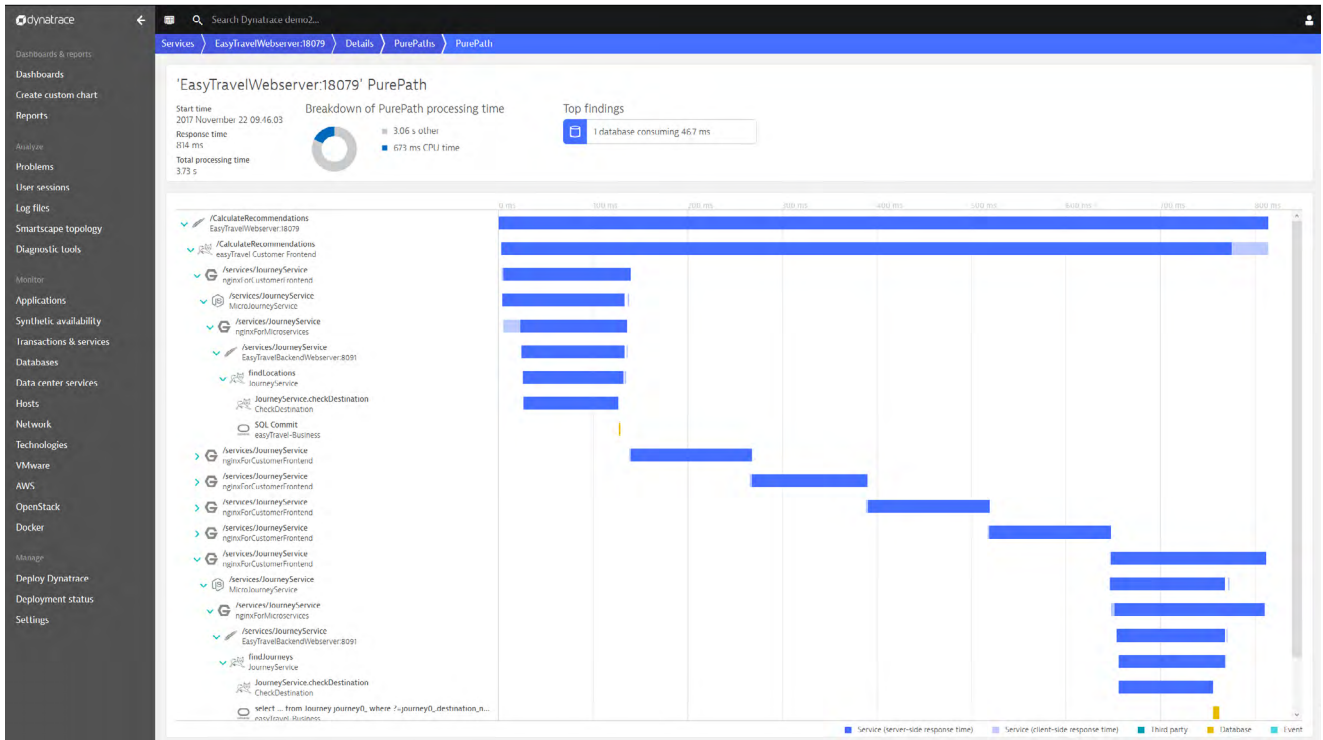 dynatrace
Search Dynatrace demo2...
Services
EasyTravelWebserver:18079
Details
PurePaths
PurePath
Dashboards & reports
Dashboards
Create custom chart
Reports
Analyze
Problems
User sessions
Log files
Smartscape topology
Diagnostic tools
Monitor
Applications
Synthetic availability
Transactions & services
Databases
Data center services
Hosts
Network
Technologies
VMware
AWS
OpenStack
Docker
Manage
Deploy Dynatrace
Deployment status
Settings
'EasyTravelWebserver:18079' PurePath
Start time
2017 November 22 09.46.03
Response time
814 ms
Total processing time
3.73 s
Breakdown of PurePath processing time
3.06 s other
673 ms CPU time
Top findings
1 database consuming 46.7 ms
0 ms 100 ms 200 ms 300 ms 400 ms 500 ms 600 ms 700 ms 800 ms
/CalculateRecommendations
EasyTravelWebserver:18079
/CalculateRecommendations
easyTravel Customer Frontend
/services/JourneyService
nginxForCustomerFrontend
/services/JourneyService
MicroJourneyService
/services/JourneyService
nginxForMicroservices
/services/JourneyService
EasyTravelBackendWebserver:8091
findLocations
JourneyService
JourneyService.checkDestination
CheckDestination
SQL Commit
easyTravel-Business
/services/JourneyService
nginxForCustomerFrontend
/services/JourneyService
nginxForCustomerFrontend
/services/JourneyService
nginxForCustomerFrontend
/services/JourneyService
nginxForCustomerFrontend
/services/JourneyService
nginxForCustomerFrontend
/services/JourneyService
MicroJourneyService
/services/JourneyService
nginxForMicroservices
/services/JourneyService
EasyTravelBackendWebserver:8091
findJourneys
JourneyService
JourneyService.checkDestination
CheckDestination
select ... from Journey journey0_ where ?=journey0_.destination_n...
easyTravel-Business
Service (server-side response time)
Service (client-side response time)
Third party
Database
Event